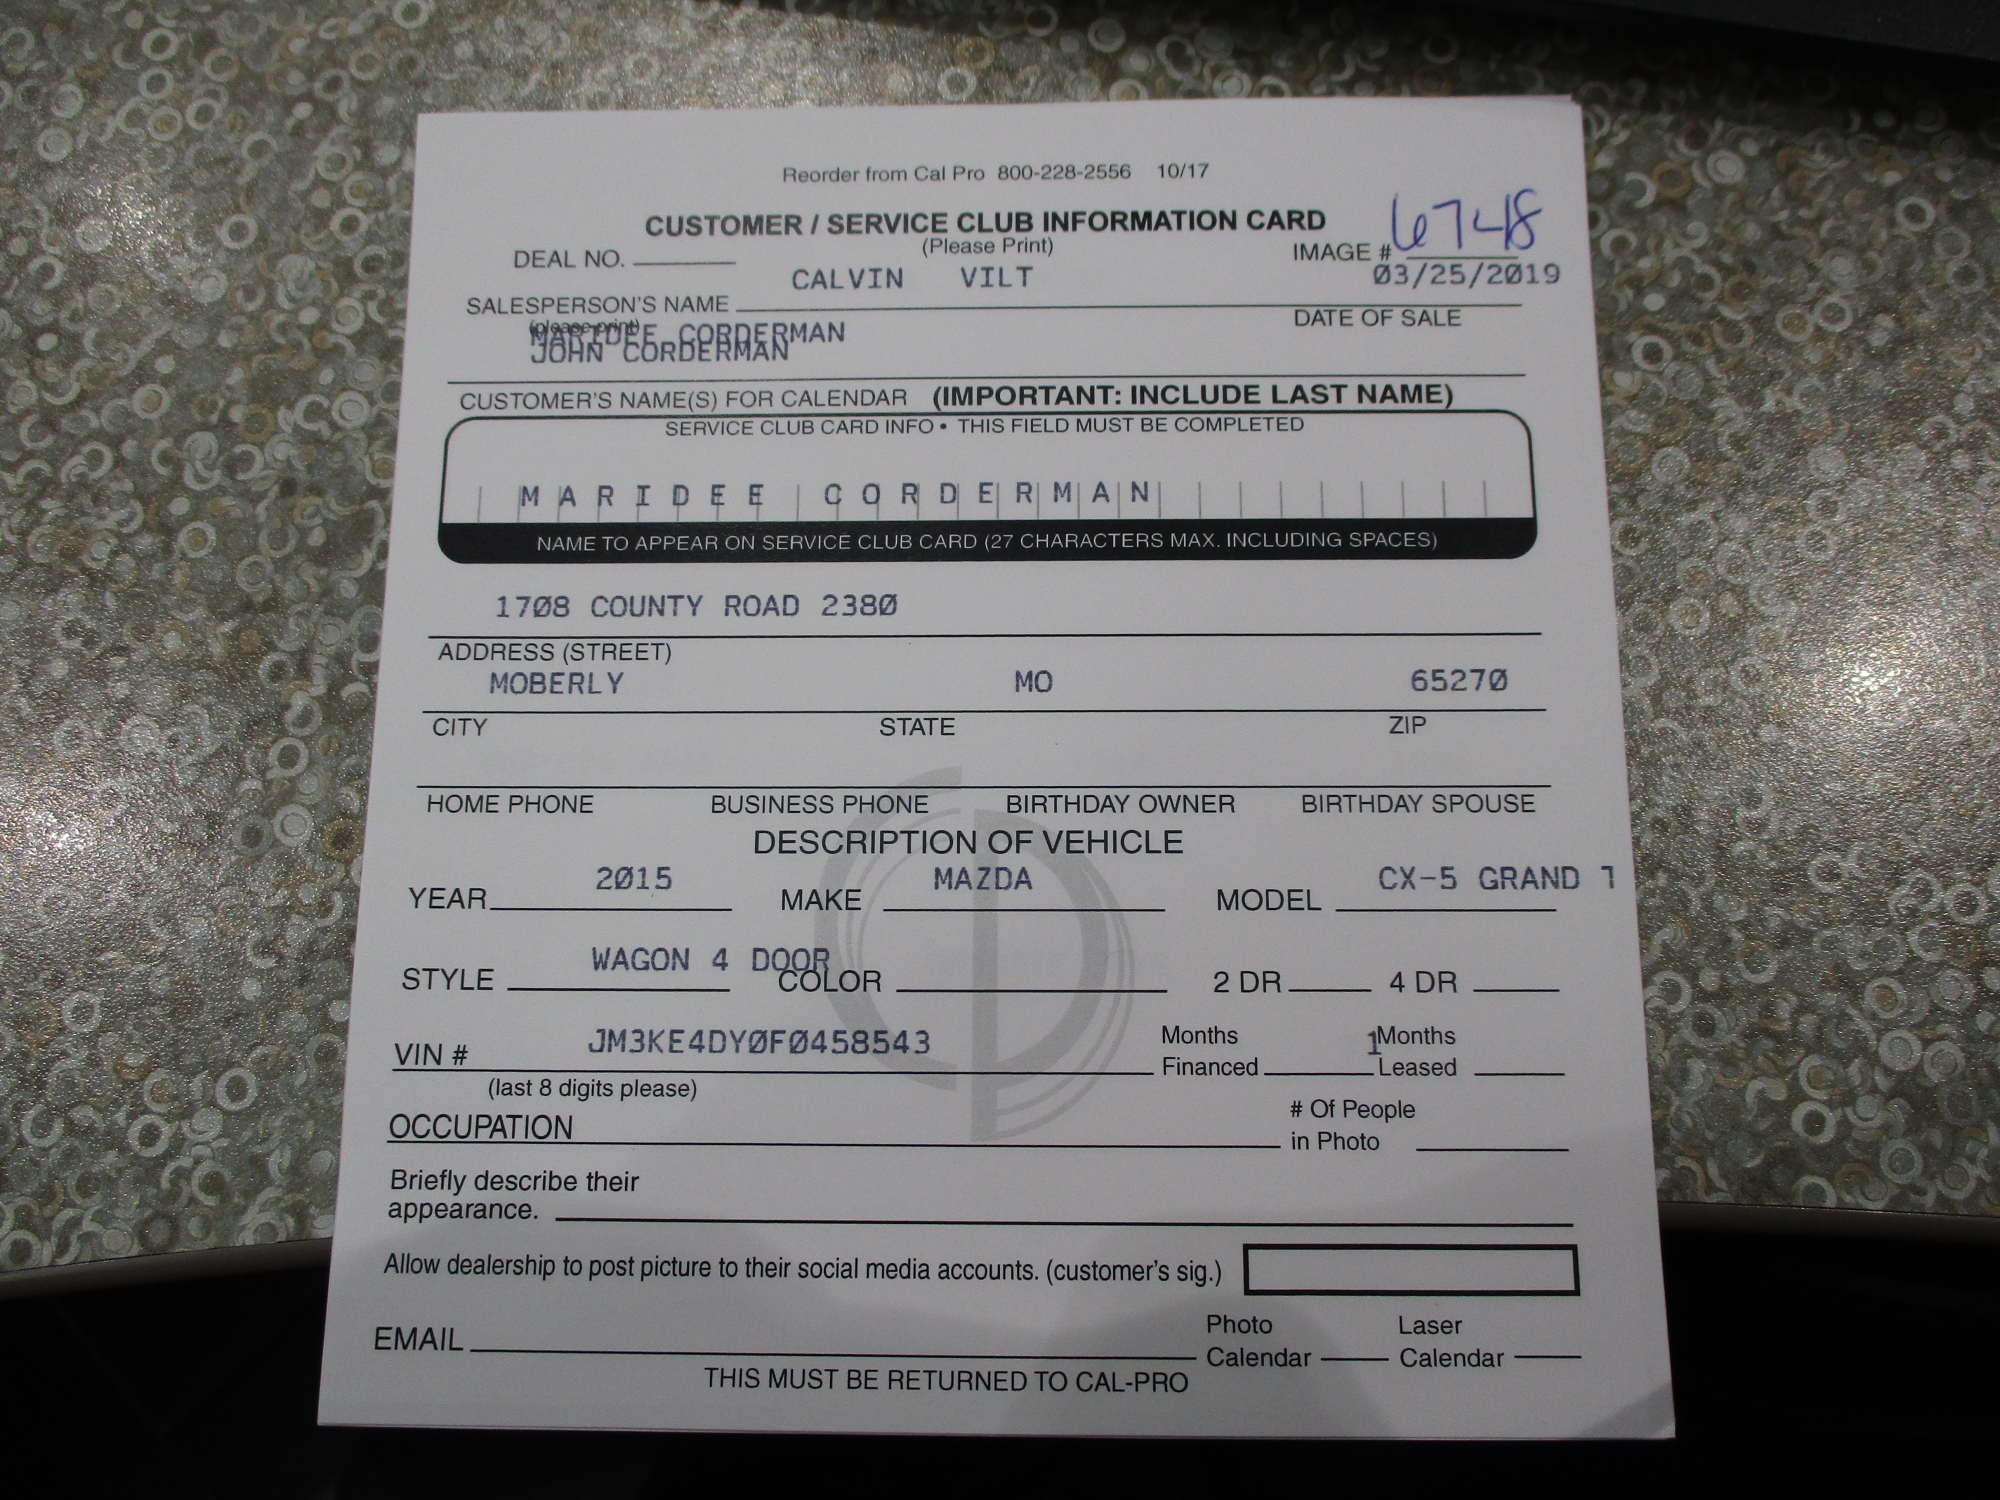 Reorder from Cal Pro 800-228-2556 10/17
CUSTOMER / SERVICE CLUB INFORMATION CARD
(Please Print)
DEAL NO.
IMAGE # 6748
CALVIN VILT
03/25/2019
SALESPERSON'S NAME
(please print)
DATE OF SALE
MARIDEE CORDERMAN
JOHN CORDERMAN
CUSTOMER'S NAME(S) FOR CALENDAR (IMPORTANT: INCLUDE LAST NAME)
SERVICE CLUB CARD INFO • THIS FIELD MUST BE COMPLETED
MARIDEE CORDERMAN
NAME TO APPEAR ON SERVICE CLUB CARD (27 CHARACTERS MAX. INCLUDING SPACES)
1708 COUNTY ROAD 2380
ADDRESS (STREET)
MOBERLY MO 65270
CITY STATE ZIP
HOME PHONE BUSINESS PHONE BIRTHDAY OWNER BIRTHDAY SPOUSE
DESCRIPTION OF VEHICLE
YEAR 2015 MAKE MAZDA MODEL CX-5 GRAND T
STYLE WAGON 4 DOOR COLOR 2 DR 4 DR
VIN # JM3KE4DY0F0458543 Months Financed 1 Months Leased
(last 8 digits please)
OCCUPATION # Of People in Photo
Briefly describe their
appearance.
Allow dealership to post picture to their social media accounts. (customer's sig.)
EMAIL Photo Calendar Laser Calendar
THIS MUST BE RETURNED TO CAL-PRO